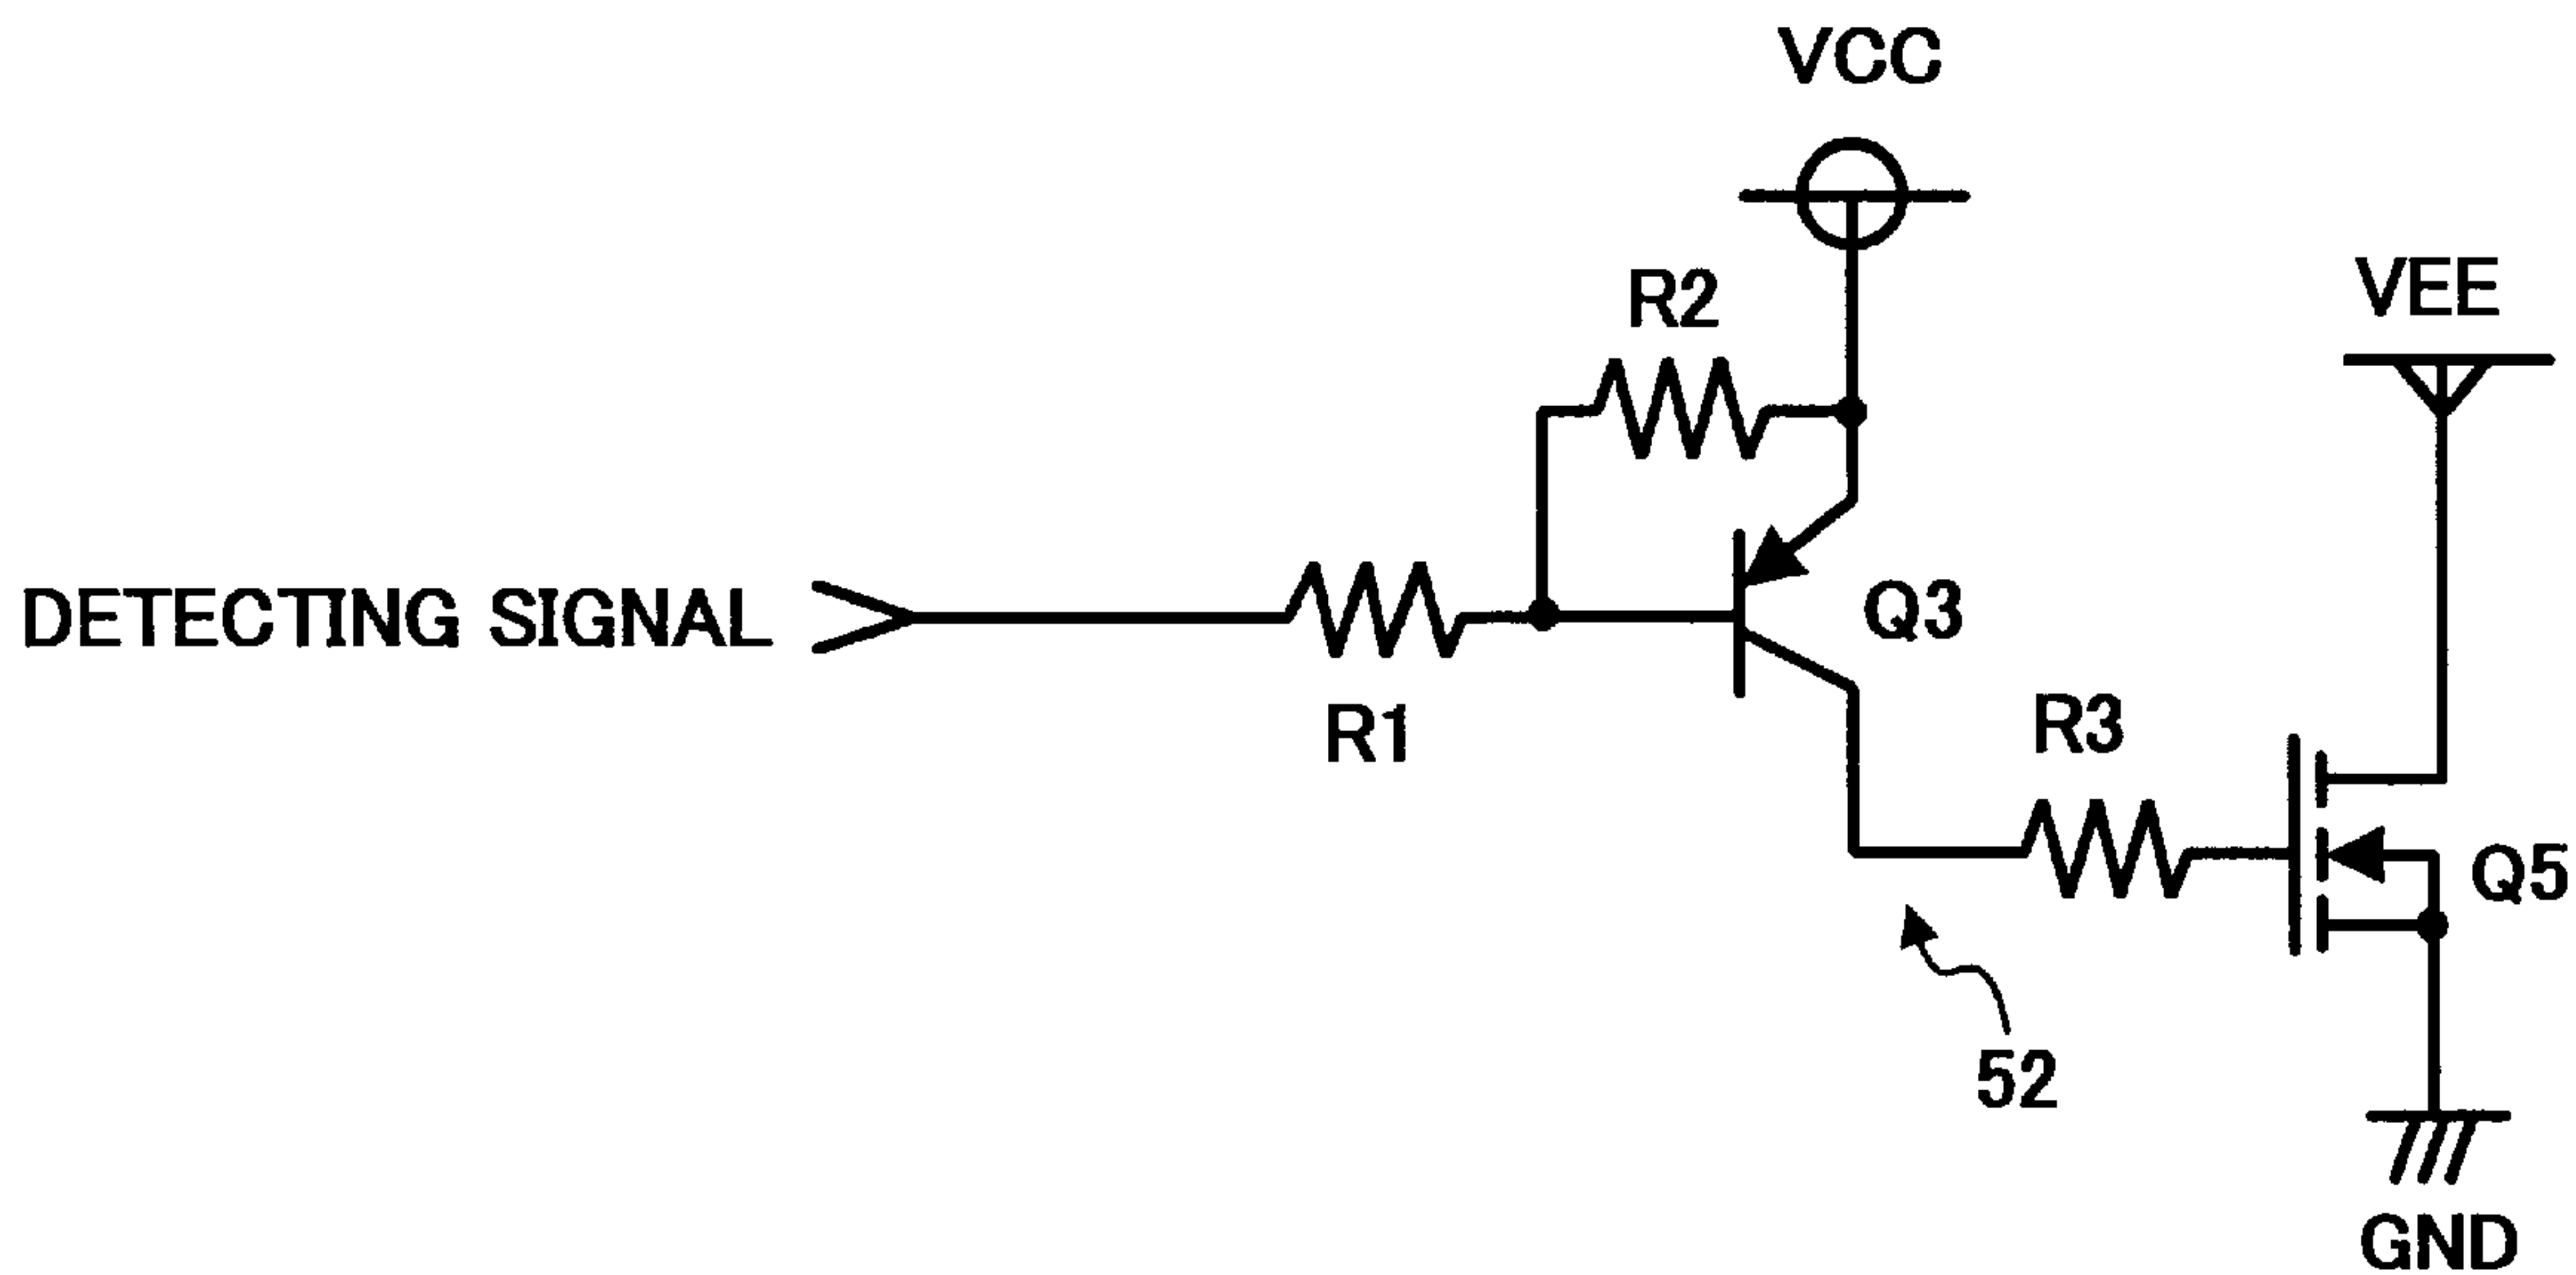 VCC
R2
VEE
DETECTING SIGNAL
Q3
R1
R3
Q5
52
GND